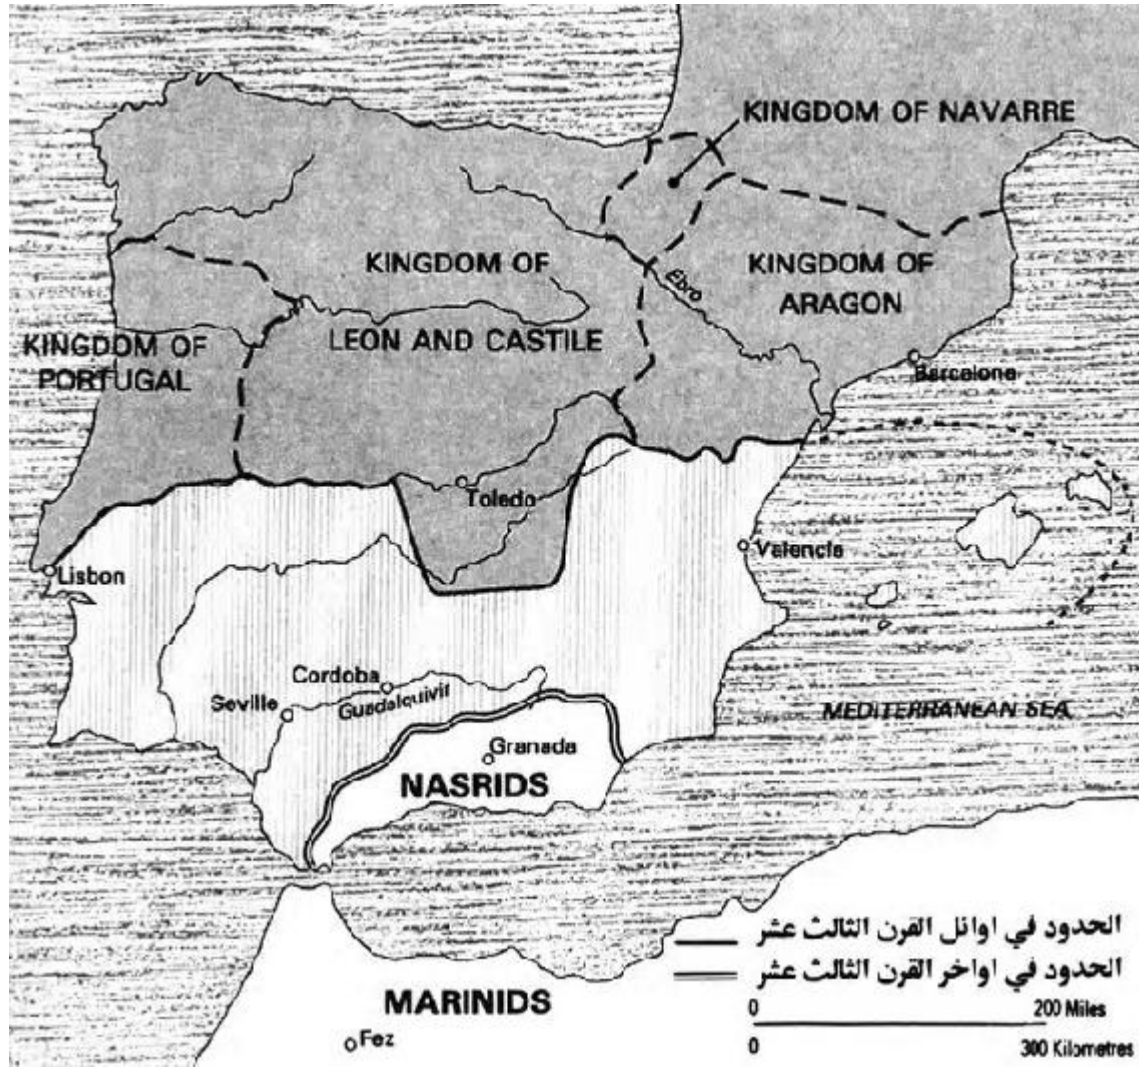 KINGDOM OF NAVARRE
KINGDOM OF
LEON AND CASTILE
KINGDOM OF
ARAGON
Ebro
KINGDOM OF
PORTUGAL
Barcelona
Toledo
Lisbon
Valencia
Cordoba
Seville
Guadalquivir
MEDITERRANEAN SEA
Granada
NASRIDS
الحدود في اوائل القرن الثالث عشر
الحدود في اواخر القرن الثالث عشر
MARINIDS
Fez
0 200 Miles
0 300 Kilometres